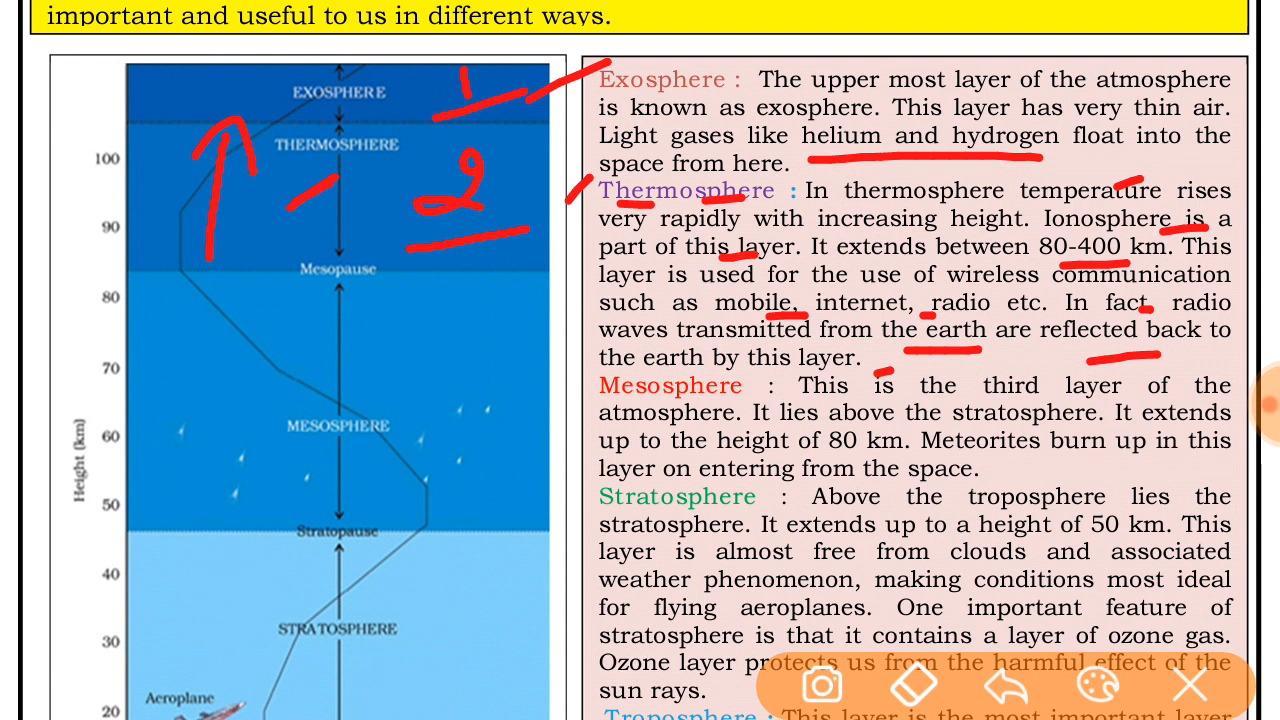 important and useful to us in different ways.
EXOSPHERE
1
THERMOSPHERE
2
100
90
Mesopause
80
70
MESOSPHERE
60
Height (km)
50
Stratopause
40
STRATOSPHERE
30
Aeroplane
20
Exosphere : The upper most layer of the atmosphere
is known as exosphere. This layer has very thin air.
Light gases like helium and hydrogen float into the
space from here.
Thermosphere : In thermosphere temperature rises
very rapidly with increasing height. Ionosphere is a
part of this layer. It extends between 80-400 km. This
layer is used for the use of wireless communication
such as mobile, internet, radio etc. In fact radio
waves transmitted from the earth are reflected back to
the earth by this layer.
Mesosphere : This is the third layer of the
atmosphere. It lies above the stratosphere. It extends
up to the height of 80 km. Meteorites burn up in this
layer on entering from the space.
Stratosphere : Above the troposphere lies the
stratosphere. It extends up to a height of 50 km. This
layer is almost free from clouds and associated
weather phenomenon, making conditions most ideal
for flying aeroplanes. One important feature of
stratosphere is that it contains a layer of ozone gas.
Ozone layer protects us from the harmful effect of the
sun rays.
Troposphere : This layer is the most important layer